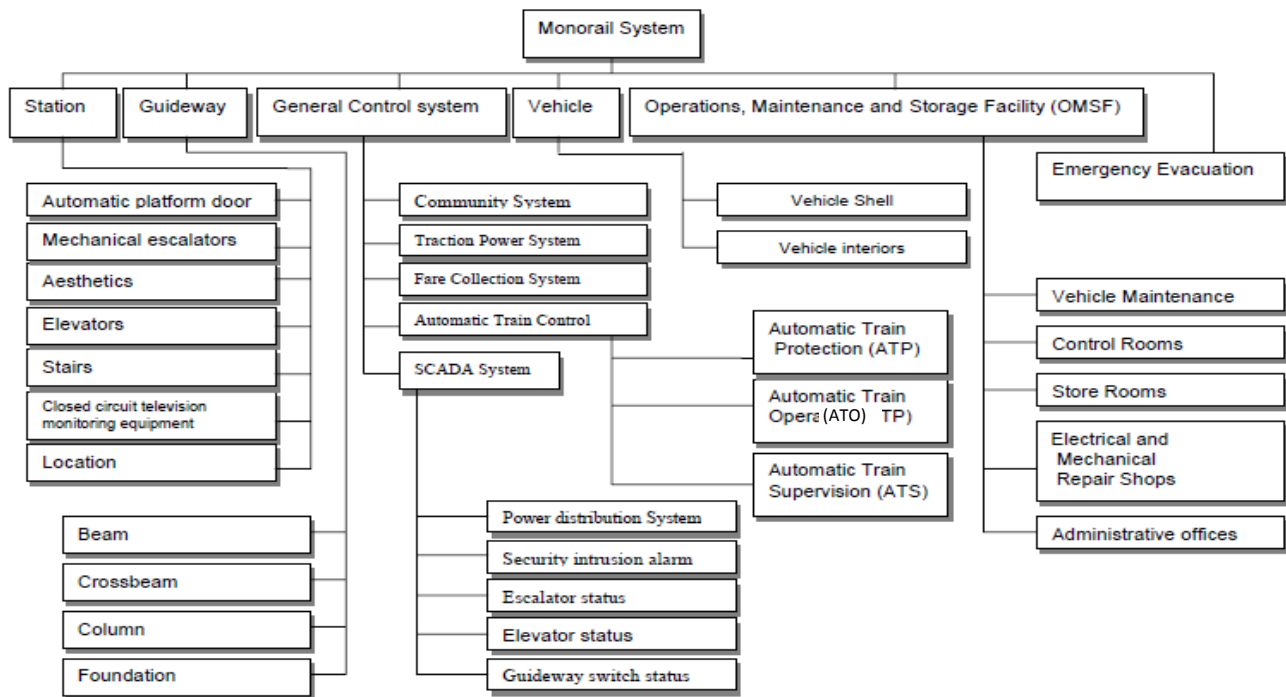 Monorail System
Station
Guideway
General Control system
Vehicle
Operations, Maintenance and Storage Facility (OMSF)
Emergency Evacuation
Automatic platform door
Mechanical escalators
Aesthetics
Elevators
Stairs
Closed circuit television
monitoring equipment
Location
Beam
Crossbeam
Column
Foundation
Community System
Traction Power System
Fare Collection System
Automatic Train Control
SCADA System
Power distribution System
Security intrusion alarm
Escalator status
Elevator status
Guideway switch status
Automatic Train
Protection (ATP)
Automatic Train
Opera (ATO) TP)
Automatic Train
Supervision (ATS)
Vehicle Shell
Vehicle interiors
Vehicle Maintenance
Control Rooms
Store Rooms
Electrical and
Mechanical
Repair Shops
Administrative offices